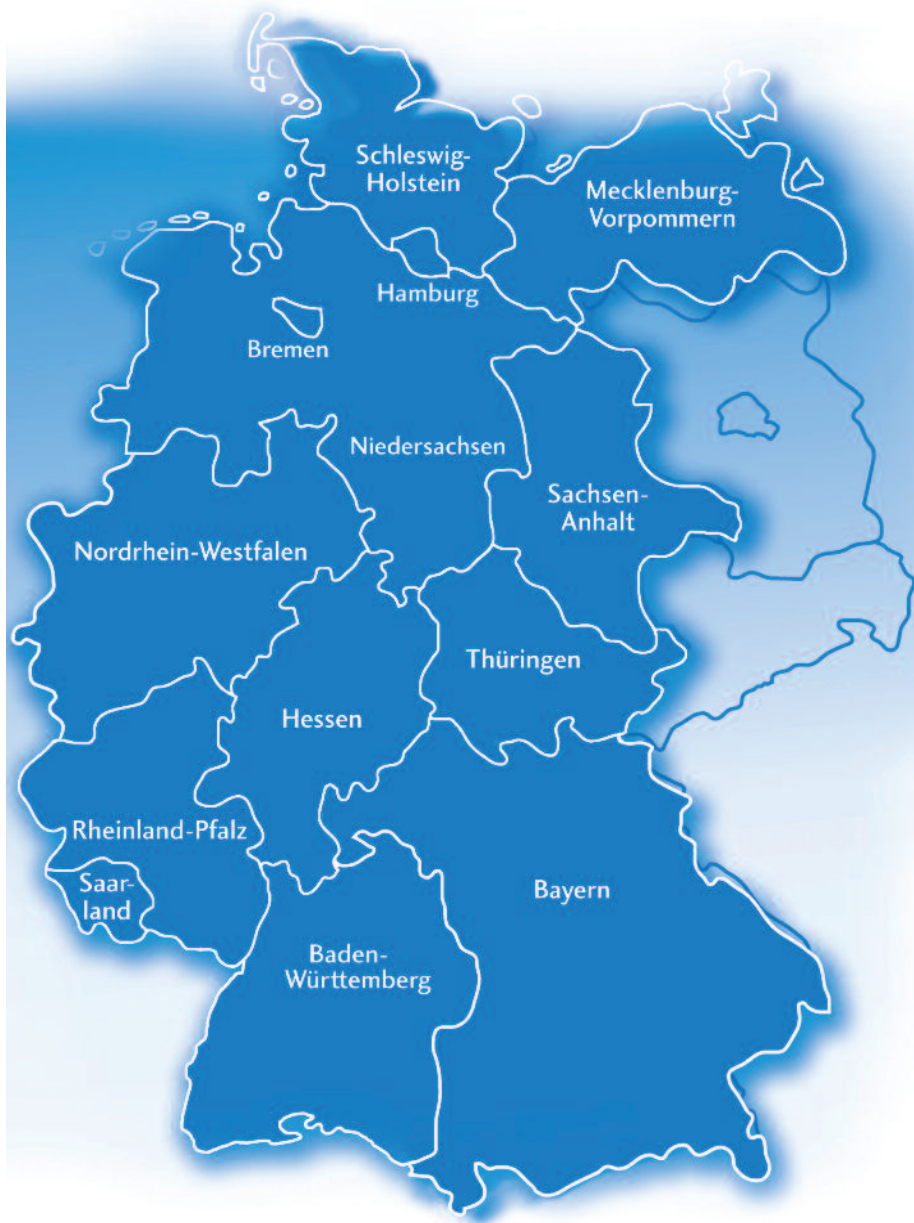 Schleswig-
Holstein
Mecklenburg-
Vorpommern
Hamburg
Bremen
Niedersachsen
Sachsen-
Anhalt
Nordrhein-Westfalen
Thüringen
Hessen
Rheinland-Pfalz
Saar-
land
Bayern
Baden-
Württemberg